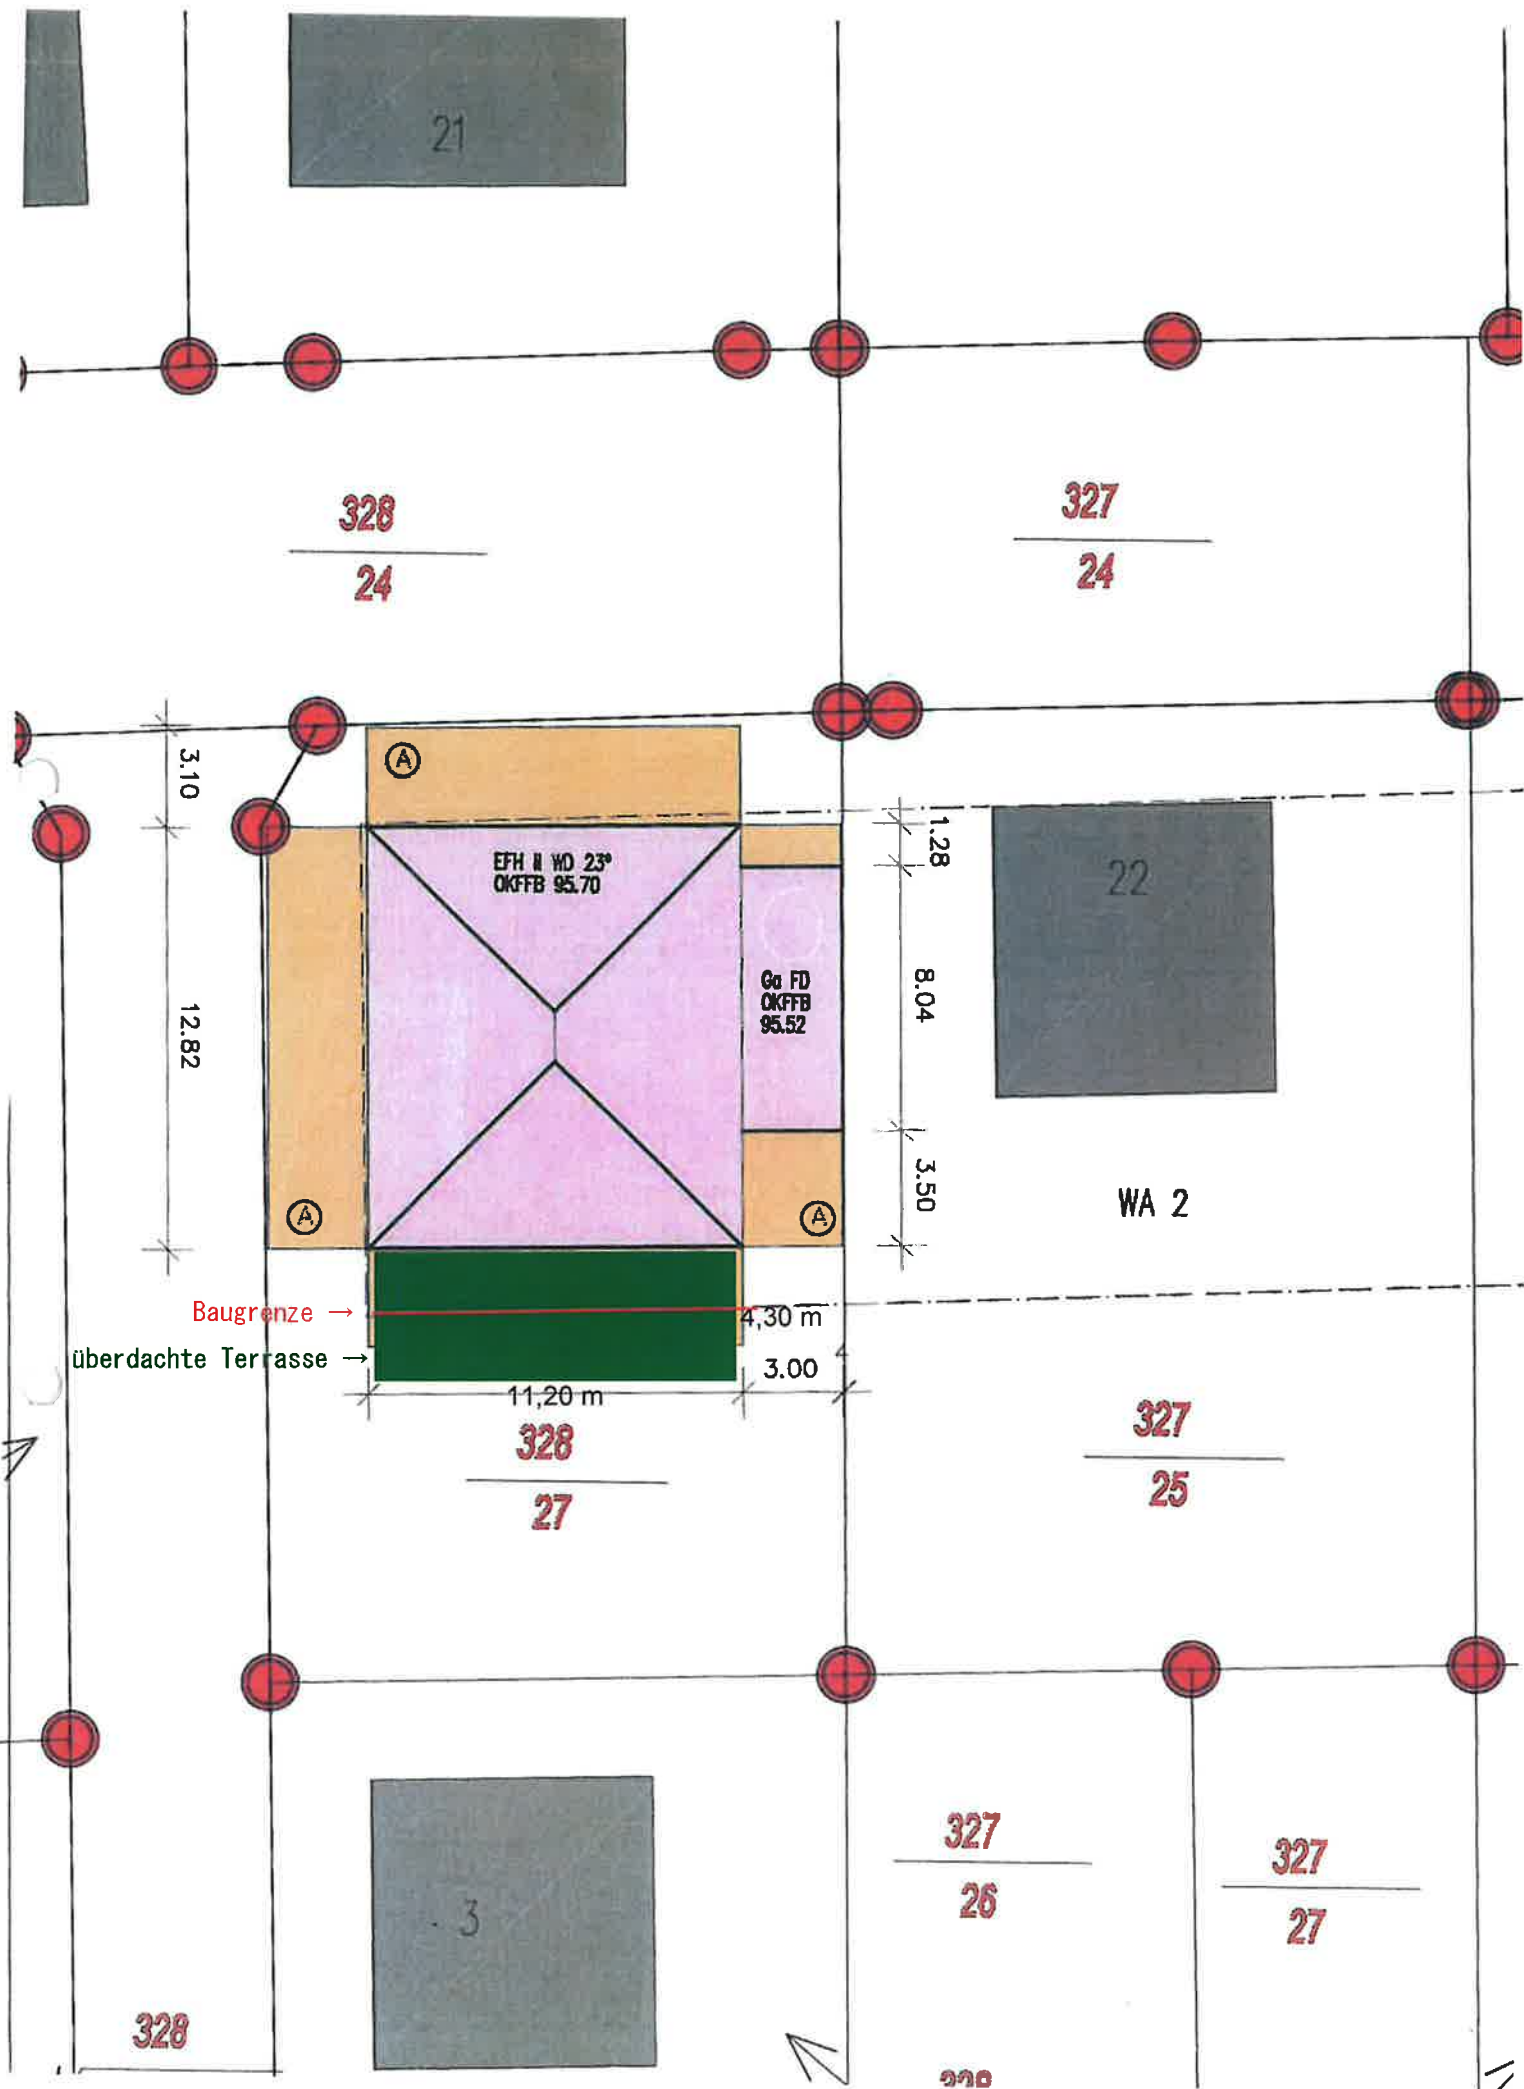 21
328
24
327
24
3.10
A
1.28
EFH II WD 23°
OKFFB 95.70
22
Ga FD
OKFFB
95.52
8.04
12.82
3.50
A
A
WA 2
Baugrenze →
4,30 m
überdachte Terrasse →
3.00
11,20 m
328
27
327
25
327
26
327
27
3
328